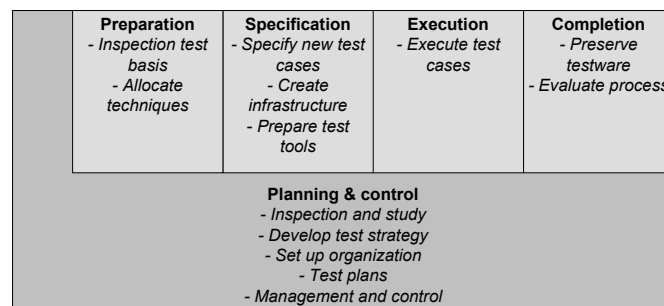 Preparation
- Inspection test
basis
- Allocate
techniques
Specification
- Specify new test
cases
- Create
infrastructure
- Prepare test
tools
Execution
- Execute test
cases
Completion
- Preserve
testware
- Evaluate process
Planning & control
- Inspection and study
- Develop test strategy
- Set up organization
- Test plans
- Management and control